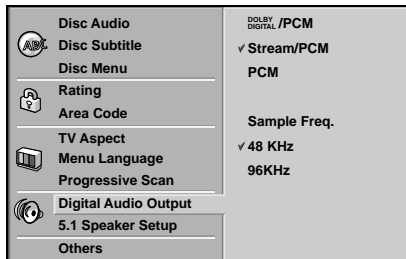 Disc Audio
ABC
Disc Subtitle
Disc Menu
Rating
Area Code
TV Aspect
Menu Language
Progressive Scan
Digital Audio Output
5.1 Speaker Setup
Others
DOLBY DIGITAL /PCM
Stream/PCM
PCM
Sample Freq.
48 KHz
96KHz